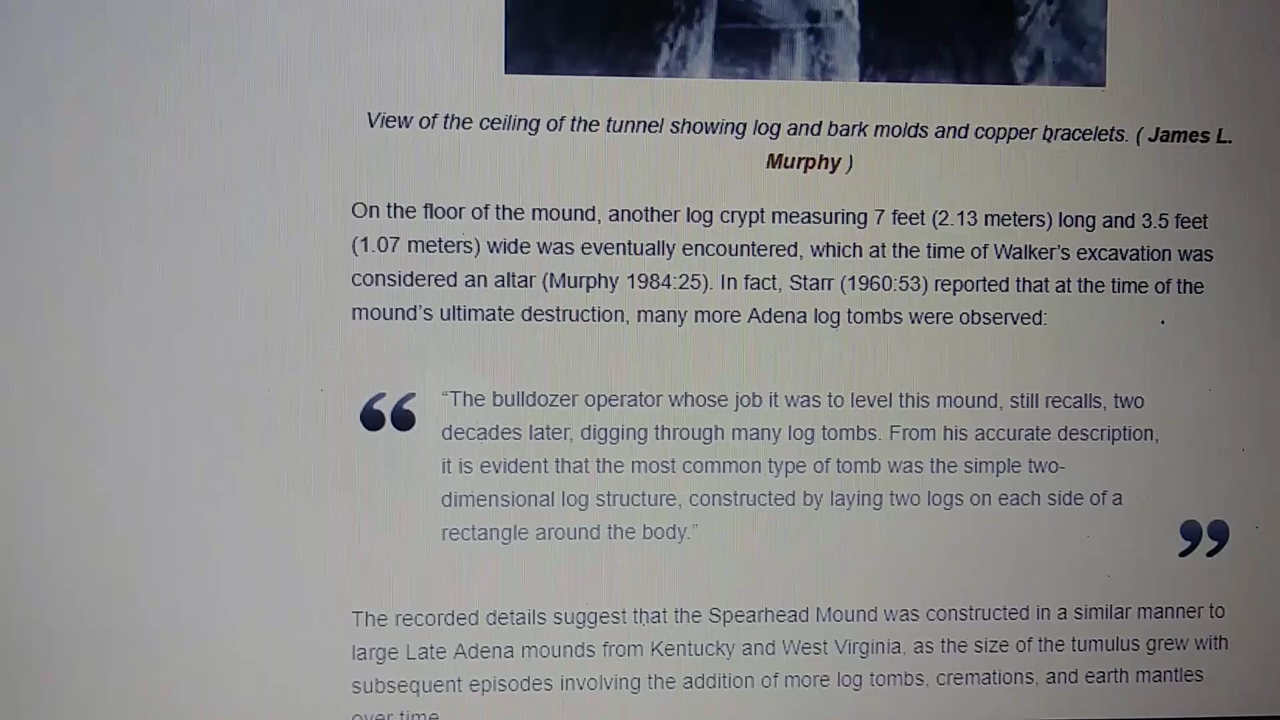 View of the ceiling of the tunnel showing log and bark molds and copper bracelets. ( James L.
Murphy )
On the floor of the mound, another log crypt measuring 7 feet (2.13 meters) long and 3.5 feet
(1.07 meters) wide was eventually encountered, which at the time of Walker's excavation was
considered an altar (Murphy 1984:25). In fact, Starr (1960:53) reported that at the time of the
mound's ultimate destruction, many more Adena log tombs were observed:
“The bulldozer operator whose job it was to level this mound, still recalls, two
decades later, digging through many log tombs. From his accurate description,
it is evident that the most common type of tomb was the simple two-
dimensional log structure, constructed by laying two logs on each side of a
rectangle around the body.”
The recorded details suggest that the Spearhead Mound was constructed in a similar manner to
large Late Adena mounds from Kentucky and West Virginia, as the size of the tumulus grew with
subsequent episodes involving the addition of more log tombs, cremations, and earth mantles
over time